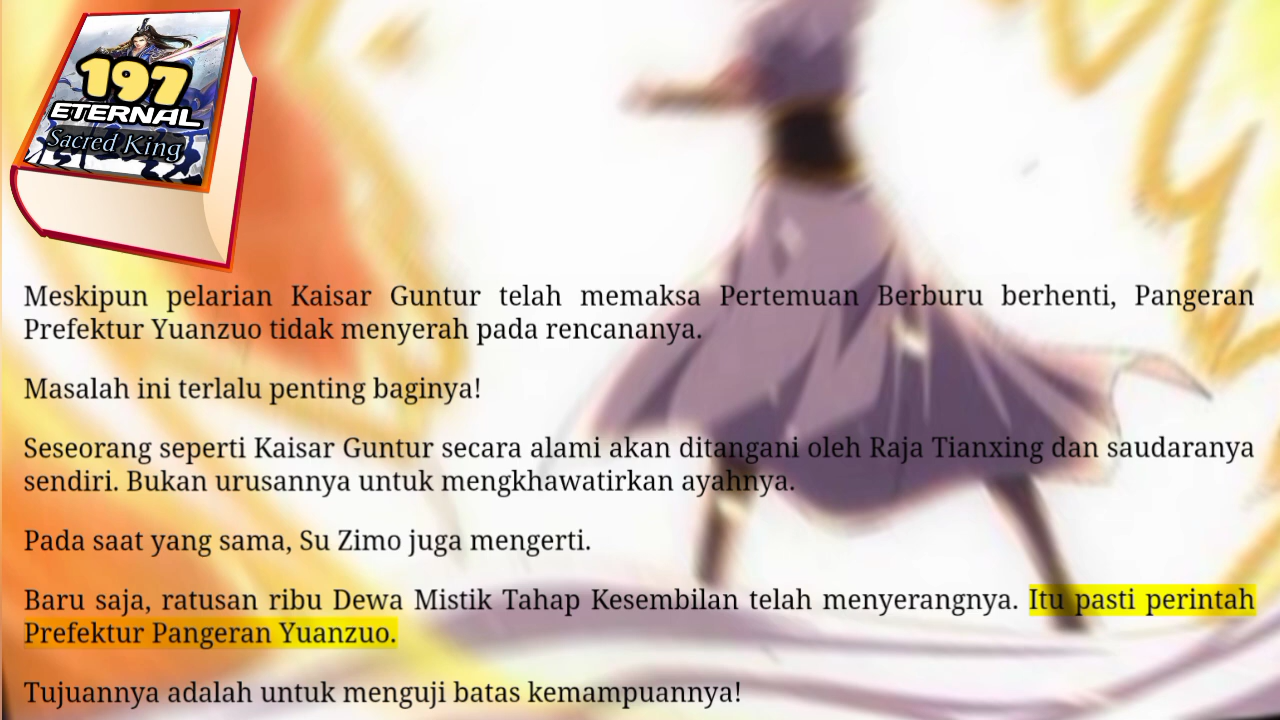 197
ETERNAL
Sacred King
Meskipun pelarian Kaisar Guntur telah memaksa Pertemuan Berburu berhenti, Pangeran
Prefektur Yuanzuo tidak menyerah pada rencananya.
Masalah ini terlalu penting baginya!
Seseorang seperti Kaisar Guntur secara alami akan ditangani oleh Raja Tianxing dan saudaranya
sendiri. Bukan urusannya untuk mengkhawatirkan ayahnya.
Pada saat yang sama, Su Zimo juga mengerti.
Baru saja, ratusan ribu Dewa Mistik Tahap Kesembilan telah menyerangnya. Itu pasti perintah
Prefektur Pangeran Yuanzuo.
Tujuannya adalah untuk menguji batas kemampuannya!